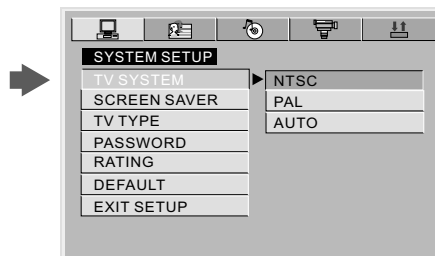 SYSTEM SETUP
TV SYSTEM
SCREEN SAVER
TV TYPE
PASSWORD
RATING
DEFAULT
EXIT SETUP
NTSC
PAL
AUTO